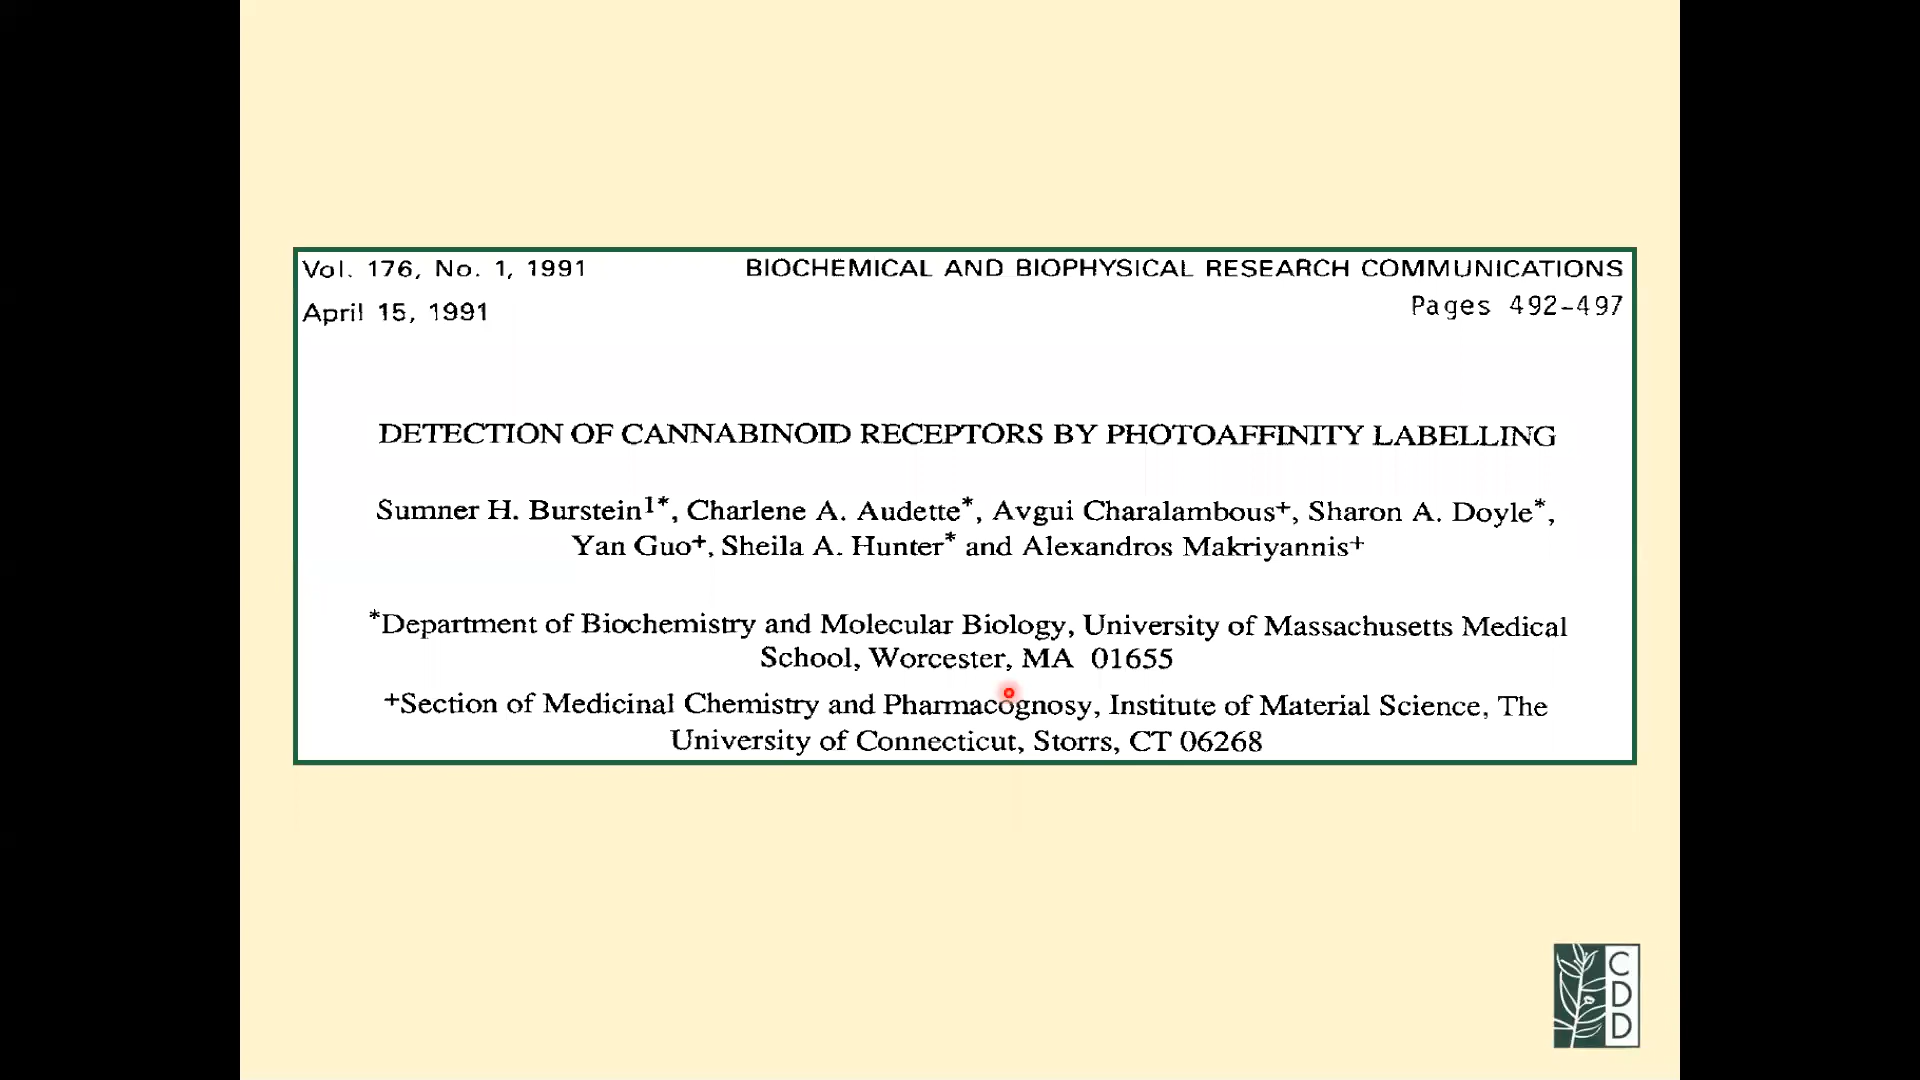 Vol. 176, No. 1, 1991 BIOCHEMICAL AND BIOPHYSICAL RESEARCH COMMUNICATIONS
April 15, 1991 Pages 492-497
DETECTION OF CANNABINOID RECEPTORS BY PHOTOAFFINITY LABELLING
Sumner H. Burstein1*, Charlene A. Audette*, Avgui Charalambous+, Sharon A. Doyle*,
Yan Guo+, Sheila A. Hunter* and Alexandros Makriyannis+
*Department of Biochemistry and Molecular Biology, University of Massachusetts Medical
School, Worcester, MA 01655
+Section of Medicinal Chemistry and Pharmacognosy, Institute of Material Science, The
University of Connecticut, Storrs, CT 06268
C
D
D